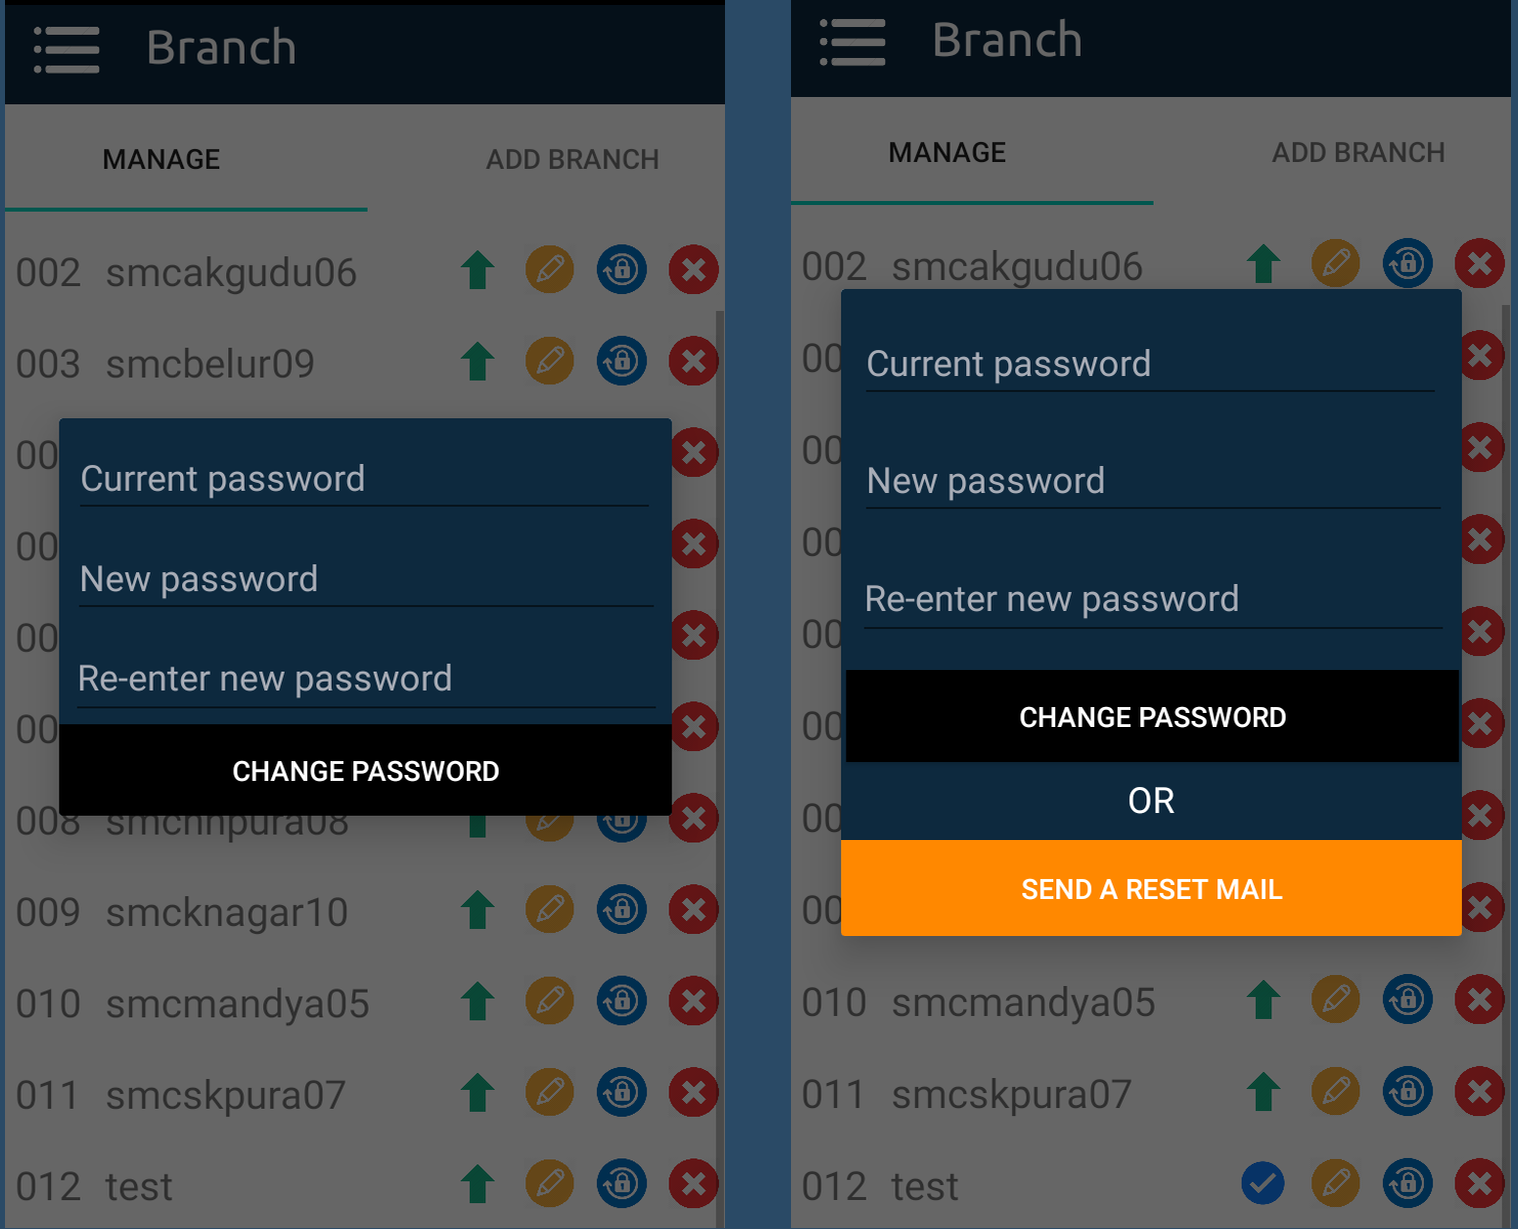 Branch
MANAGE ADD BRANCH
002 smcakgudu06
003 smcbelur09
00
Current password
00
New password
00
Re-enter new password
00
CHANGE PASSWORD
008 smchnpura08
009 smcknagar10
010 smcmandya05
011 smcskpura07
012 test
Branch
MANAGE ADD BRANCH
002 smcakgudu06
00
Current password
00
New password
00
Re-enter new password
00
00
CHANGE PASSWORD
OR
00
SEND A RESET MAIL
00
010 smcmandya05
011 smcskpura07
012 test